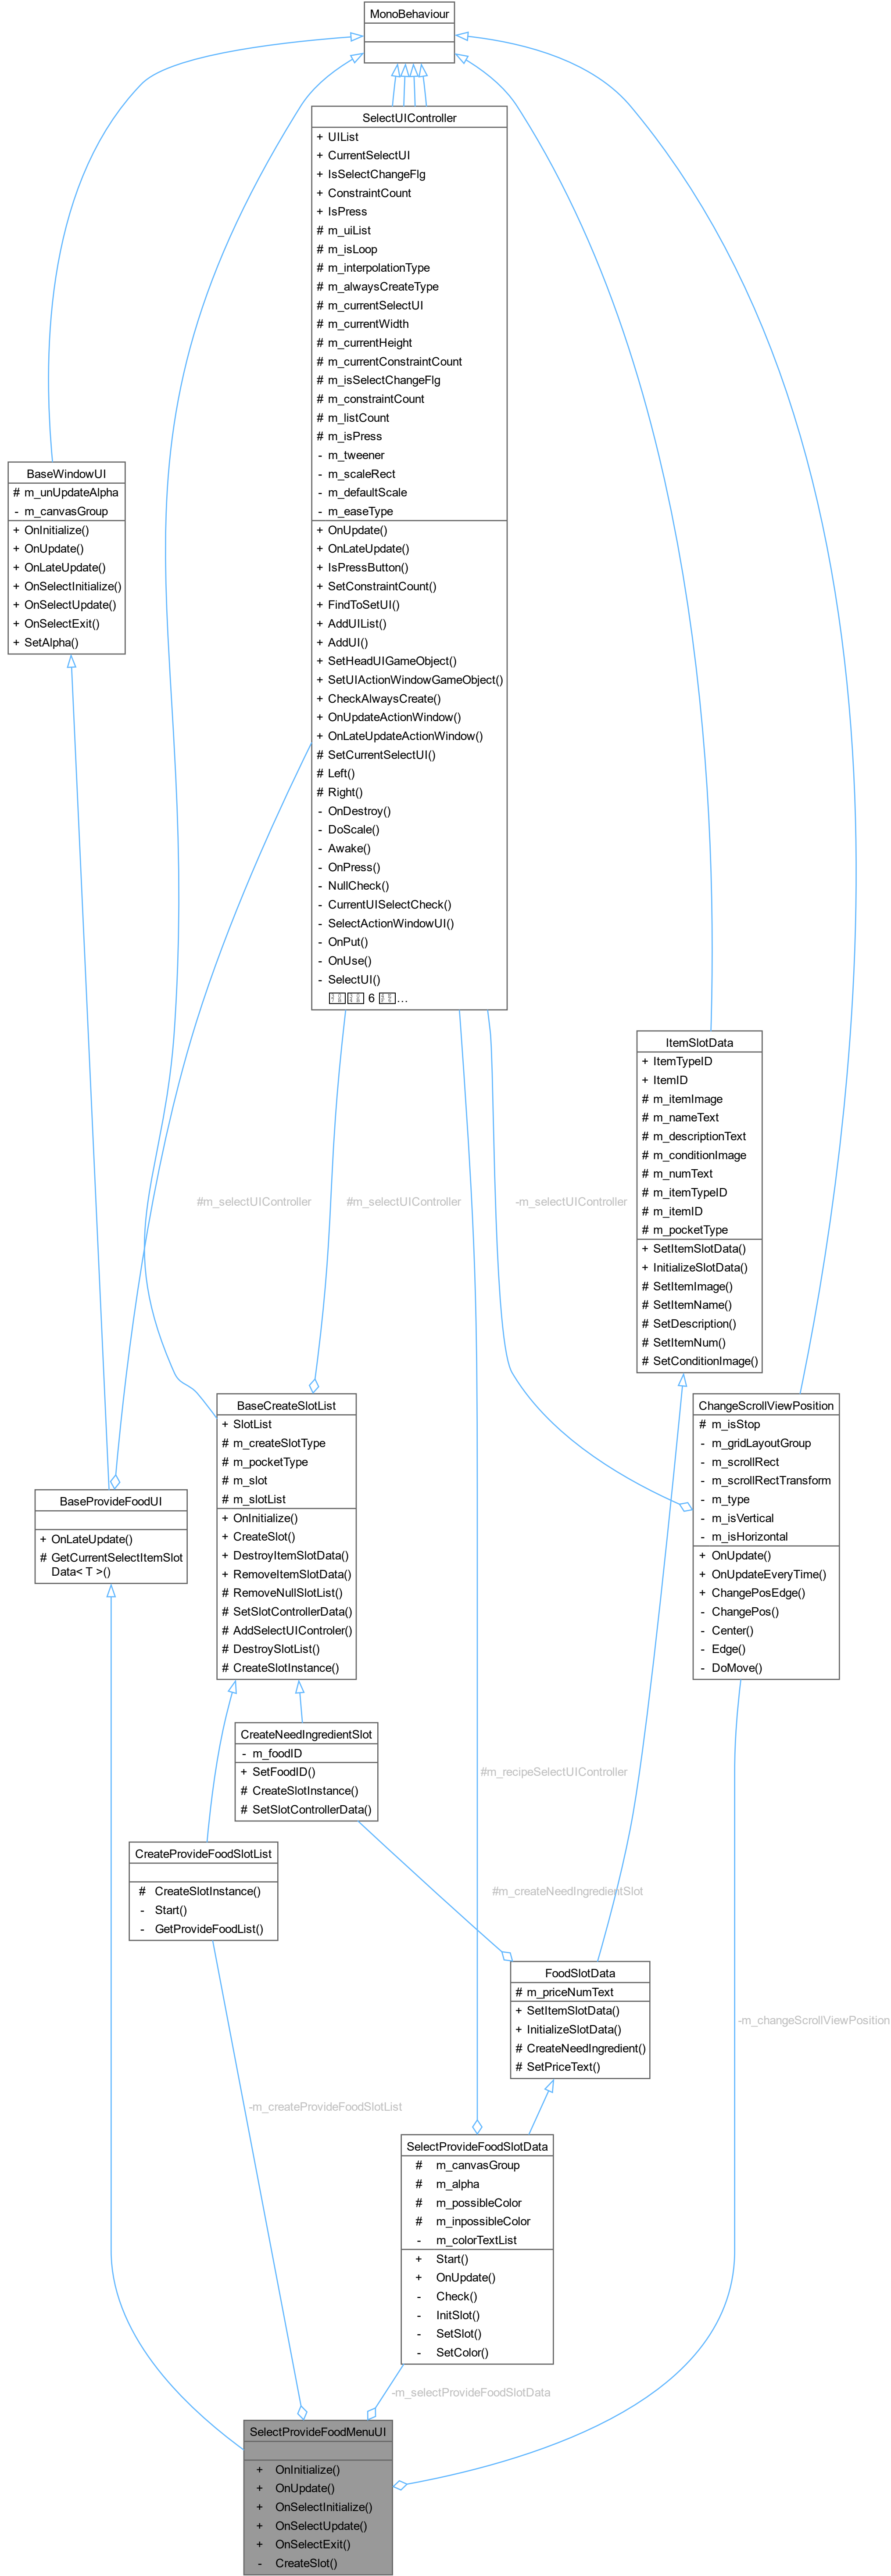 MonoBehaviour
SelectUIController
+ UIList
+ CurrentSelectUI
+ IsSelectChangeFlg
+ ConstraintCount
+ IsPress
# m_uiList
# m_isLoop
# m_interpolationType
# m_alwaysCreateType
# m_currentSelectUI
# m_currentWidth
# m_currentHeight
# m_currentConstraintCount
# m_isSelectChangeFlg
# m_constraintCount
# m_listCount
# m_isPress
- m_tweener
- m_scaleRect
- m_defaultScale
- m_easeType
+ OnUpdate()
+ OnLateUpdate()
+ IsPressButton()
+ SetConstraintCount()
+ FindToSetUI()
+ AddUIList()
+ AddUI()
+ SetHeadUIGameObject()
+ SetUIActionWindowGameObject()
+ CheckAlwaysCreate()
+ OnUpdateActionWindow()
+ OnLateUpdateActionWindow()
# SetCurrentSelectUI()
# Left()
# Right()
- OnDestroy()
- DoScale()
- Awake()
- OnPress()
- NullCheck()
- CurrentUISelectCheck()
- SelectActionWindowUI()
- OnPut()
- OnUse()
- SelectUI()
6 ...
BaseWindowUI
# m_unUpdateAlpha
- m_canvasGroup
+ OnInitialize()
+ OnUpdate()
+ OnLateUpdate()
+ OnSelectInitialize()
+ OnSelectUpdate()
+ OnSelectExit()
+ SetAlpha()
ItemSlotData
+ ItemTypeID
+ ItemID
# m_itemImage
# m_nameText
# m_descriptionText
# m_conditionImage
# m_numText
# m_itemTypeID
# m_itemID
# m_pocketType
+ SetItemSlotData()
+ InitializeSlotData()
# SetItemImage()
# SetItemName()
# SetDescription()
# SetItemNum()
# SetConditionImage()
#m_selectUIController
#m_selectUIController
-m_selectUIController
BaseCreateSlotList
+ SlotList
# m_createSlotType
# m_pocketType
# m_slot
# m_slotList
+ OnInitialize()
+ CreateSlot()
+ DestroyItemSlotData()
+ RemoveItemSlotData()
# RemoveNullSlotList()
# SetSlotControllerData()
# AddSelectUIControler()
# DestroySlotList()
# CreateSlotInstance()
ChangeScrollViewPosition
# m_isStop
- m_gridLayoutGroup
- m_scrollRect
- m_scrollRectTransform
- m_type
- m_isVertical
- m_isHorizontal
+ OnUpdate()
+ OnUpdateEveryTime()
+ ChangePosEdge()
- ChangePos()
- Center()
- Edge()
- DoMove()
BaseProvideFoodUI
+ OnLateUpdate()
# GetCurrentSelectItemSlot
Data< T >()
CreateNeedIngredientSlot
- m_foodID
+ SetFoodID()
# CreateSlotInstance()
# SetSlotControllerData()
#m_recipeSelectUIController
CreateProvideFoodSlotList
# CreateSlotInstance()
- Start()
- GetProvideFoodList()
#m_createNeedIngredientSlot
FoodSlotData
# m_priceNumText
+ SetItemSlotData()
+ InitializeSlotData()
# CreateNeedIngredient()
# SetPriceText()
-m_changeScrollViewPosition
-m_createProvideFoodSlotList
SelectProvideFoodSlotData
# m_canvasGroup
# m_alpha
# m_possibleColor
# m_inpossibleColor
- m_colorTextList
+ Start()
+ OnUpdate()
- Check()
- InitSlot()
- SetSlot()
- SetColor()
-m_selectProvideFoodSlotData
SelectProvideFoodMenuUI
+ OnInitialize()
+ OnUpdate()
+ OnSelectInitialize()
+ OnSelectUpdate()
+ OnSelectExit()
- CreateSlot()